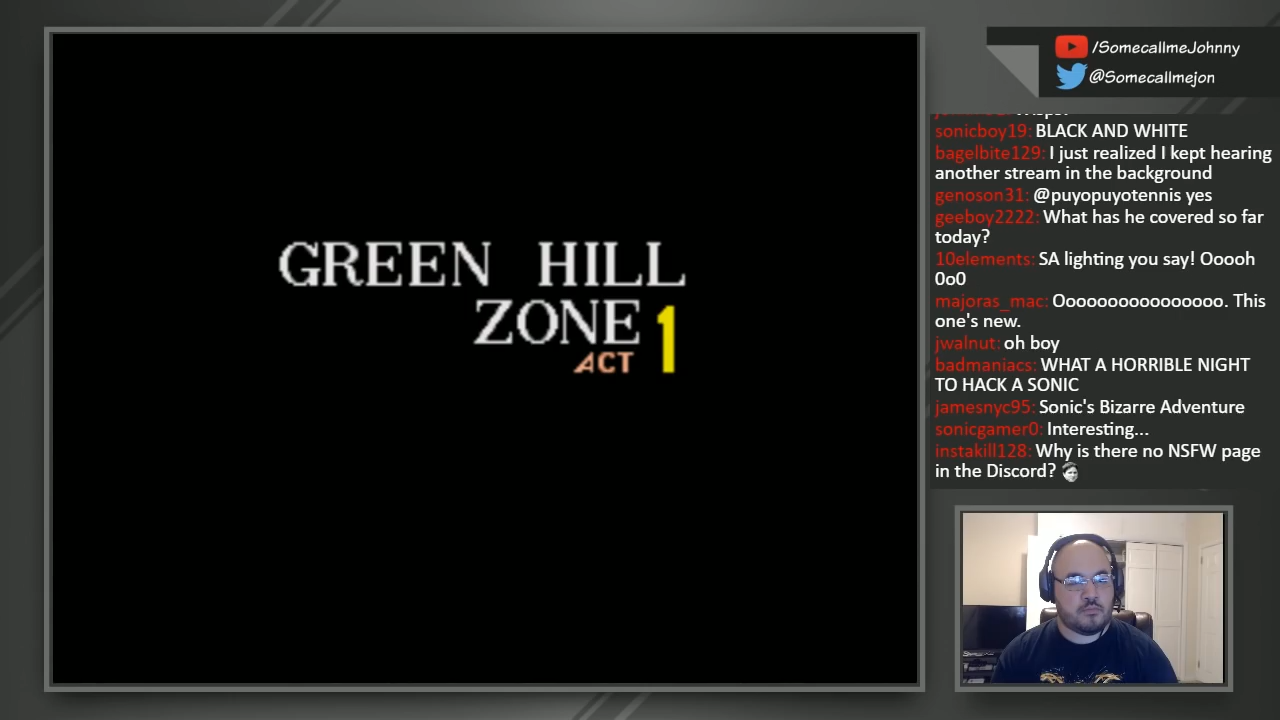 GREEN HILL
ZONE
ACT 1
/SomecallmeJohnny
@Somecallmejon
sonicboy19: BLACK AND WHITE
bagelbite129: I just realized I kept hearing
another stream in the background
genoson31: @puyopuyotennis yes
geeboy2222: What has he covered so far
today?
10elements: SA lighting you say! Ooooh
0o0
majoras_mac: Ooooooooooooooo. This
one's new.
jwalnut: oh boy
badmaniacs: WHAT A HORRIBLE NIGHT
TO HACK A SONIC
jamesnyc95: Sonic's Bizarre Adventure
sonicgamer0: Interesting...
instakill128: Why is there no NSFW page
in the Discord?